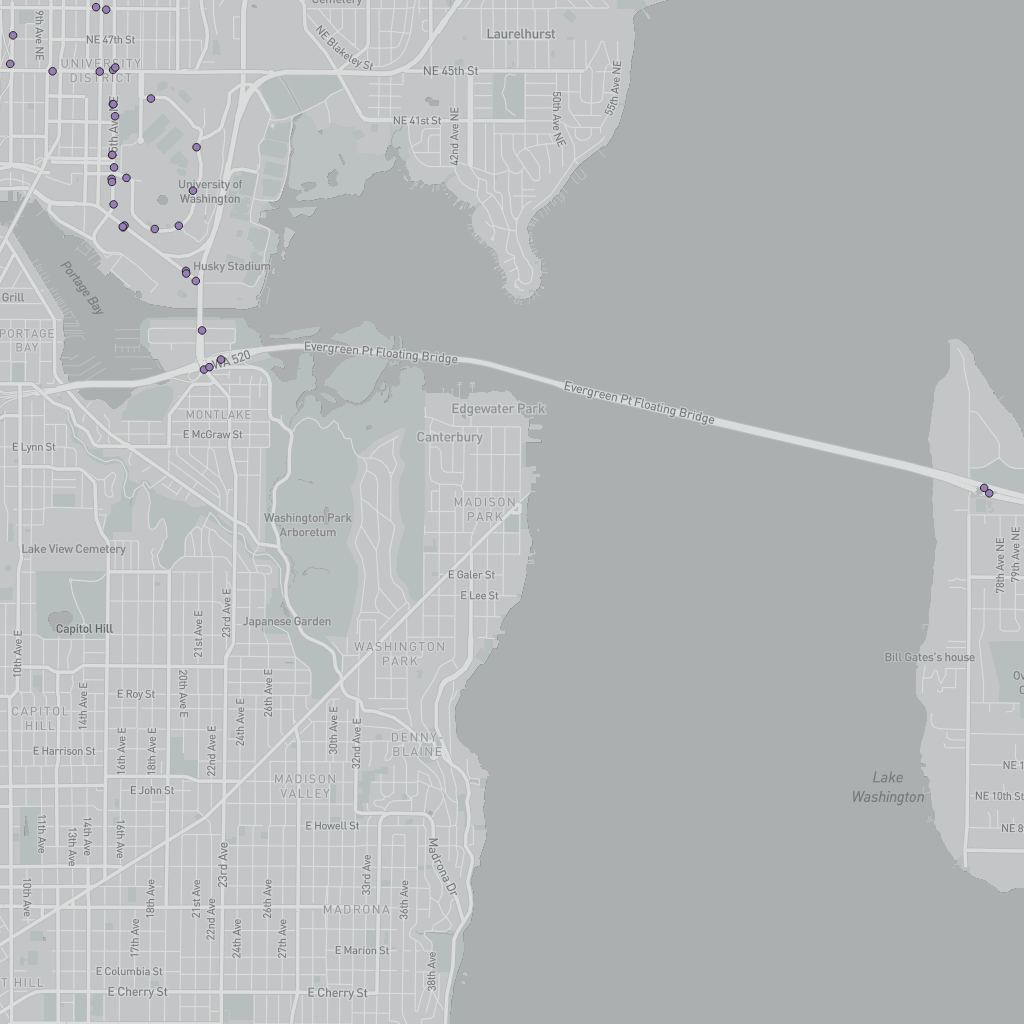 Cemetery
Laurelhurst
9th Ave NE
NE 47th St
NE Blakeley St
UNIVERSITY
DISTRICT
NE 45th St
55th Ave NE
50th Ave NE
42nd Ave NE
NE 41st St
University of
Washington
Husky Stadium
Portage Bay
Grill
PORTAGE
BAY
WA 520
Evergreen Pt Floating Bridge
Evergreen Pt Floating Bridge
MONTLAKE
Edgewater Park
E McGraw St
Canterbury
E Lynn St
MADISON
PARK
Washington Park
Arboretum
Lake View Cemetery
78th Ave NE
79th Ave NE
E Galer St
E Lee St
23rd Ave E
21st Ave E
Japanese Garden
Capitol Hill
10th Ave E
WASHINGTON
PARK
Bill Gates's house
14th Ave E
E Roy St
20th Ave E
26th Ave E
24th Ave E
CAPITOL
HILL
30th Ave E
32nd Ave E
DENNY-
BLAINE
E Harrison St
16th Ave E
18th Ave E
22nd Ave E
MADISON
VALLEY
E John St
Lake
Washington
NE 1
NE 10th St
NE 8
E Howell St
11th Ave
13th Ave
14th Ave
16th Ave
23rd Ave
33rd Ave
Madrona Dr
10th Ave
18th Ave
21st Ave
22nd Ave
26th Ave
36th Ave
MADRONA
17th Ave
24th Ave
27th Ave
E Marion St
38th Ave
E Columbia St
T HILL
E Cherry St
E Cherry St